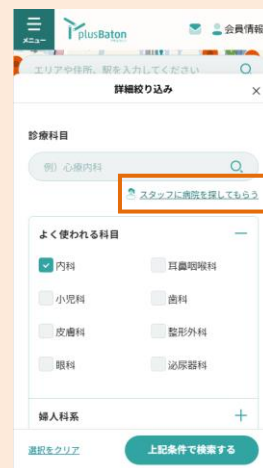 メニュー
plusBaton
会員情報
エリアや住所、駅を入力してください
詳細絞り込み
×
診療科目
例）心療内科
スタッフに病院を探してもらう
よく使われる科目
内科
耳鼻咽喉科
小児科
歯科
皮膚科
整形外科
眼科
泌尿器科
婦人科系
選択をクリア
上記条件で検索する